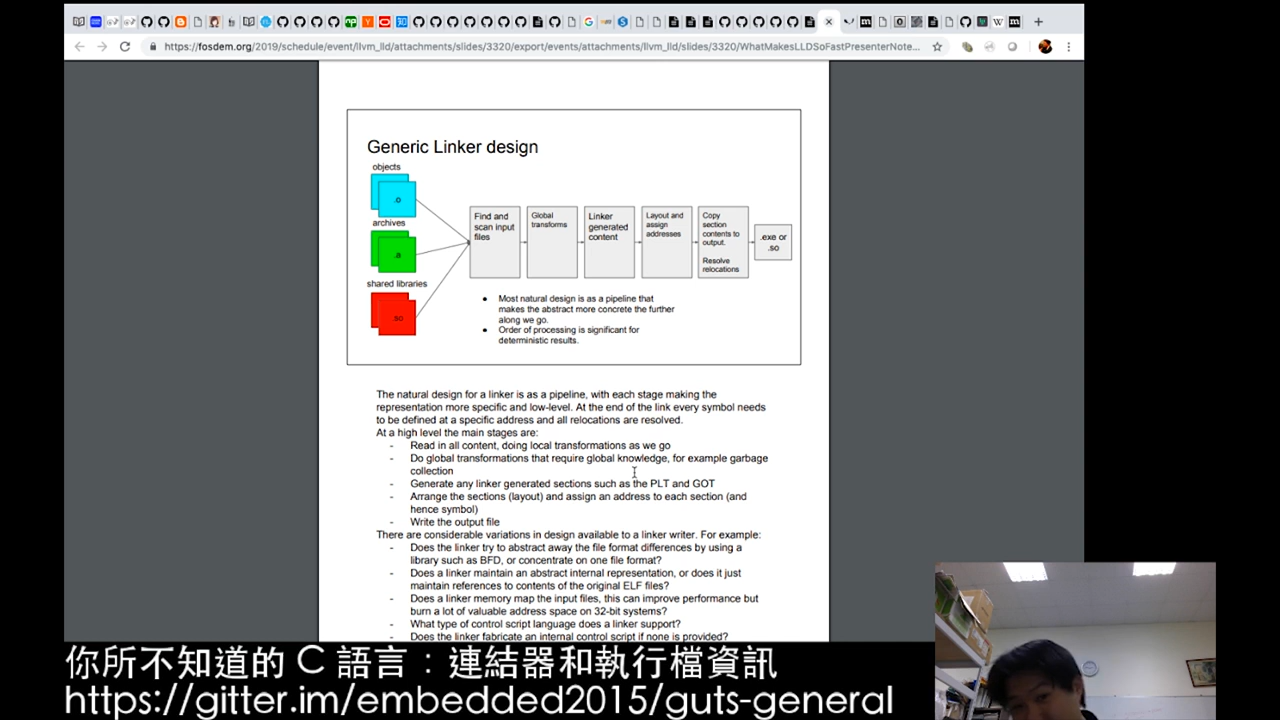 https://fosdem.org/2019/schedule/event/llvm_lld/attachments/slides/3320/export/events/attachments/llvm_lld/slides/3320/WhatMakesLLDSoFastPresenterNote...
Generic Linker design
objects
.o
archives
.a
shared libraries
.so
Find and
scan input
files
Global
transforms
Linker
generated
content
Layout and
assign
addresses
Copy
section
contents to
output.
Resolve
relocations
.exe or
.so
● Most natural design is as a pipeline that
makes the abstract more concrete the further
along we go.
● Order of processing is significant for
deterministic results.
The natural design for a linker is as a pipeline, with each stage making the
representation more specific and low-level. At the end of the link every symbol needs
to be defined at a specific address and all relocations are resolved.
At a high level the main stages are:
- Read in all content, doing local transformations as we go
- Do global transformations that require global knowledge, for example garbage
collection
- Generate any linker generated sections such as the PLT and GOT
- Arrange the sections (layout) and assign an address to each section (and
hence symbol)
- Write the output file
There are considerable variations in design available to a linker writer. For example:
- Does the linker try to abstract away the file format differences by using a
library such as BFD, or concentrate on one file format?
- Does a linker maintain an abstract internal representation, or does it just
maintain references to contents of the original ELF files?
- Does a linker memory map the input files, this can improve performance but
burn a lot of valuable address space on 32-bit systems?
- What type of control script language does a linker support?
- Does the linker fabricate an internal control script if none is provided?
你所不知道的 C 語言：連結器和執行檔資訊
https://gitter.im/embedded2015/guts-general